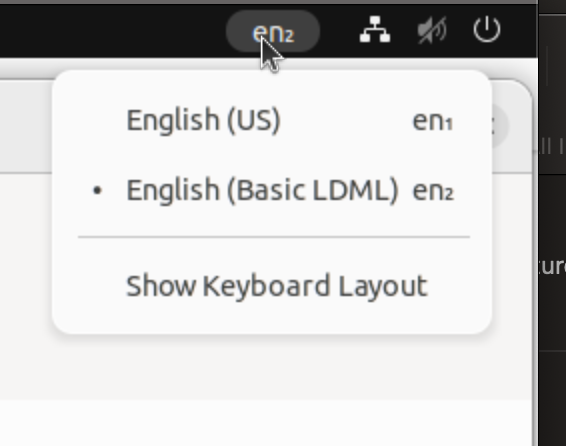 en₂
English (US) en₁
• English (Basic LDML) en₂
Show Keyboard Layout